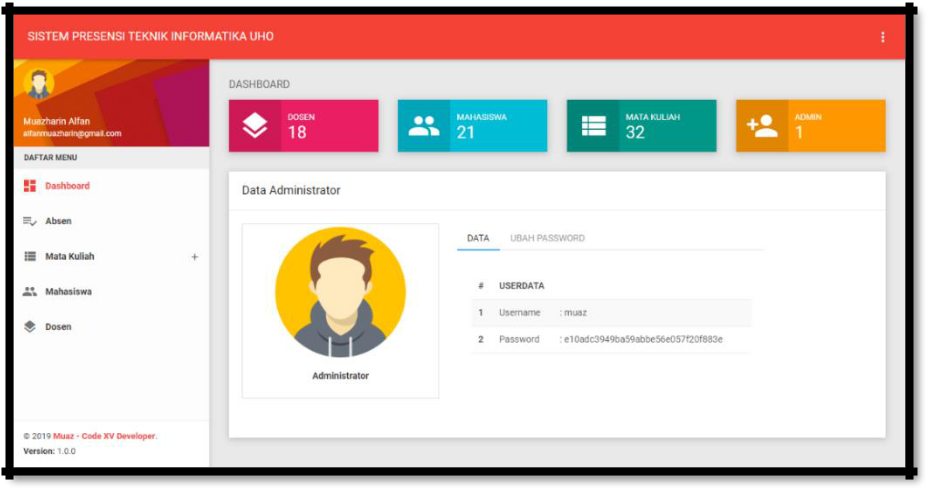 SISTEM PRESENSI TEKNIK INFORMATIKA UHO
Muazharin Alfan
alfanmuazharin@gmail.com
DAFTAR MENU
Dashboard
Absen
Mata Kuliah +
Mahasiswa
Dosen
© 2019 Muaz - Code XV Developer.
Version: 1.0.0
DASHBOARD
DOSEN
18
MAHASISWA
21
MATA KULIAH
32
ADMIN
1
Data Administrator
Administrator
DATA UBAH PASSWORD
# USERDATA
1 Username : muaz
2 Password : e10adc3949ba59abbe56e057f20f883e